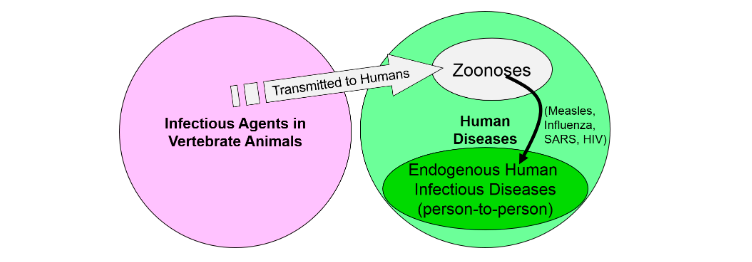 Infectious Agents in
Vertebrate Animals
Transmitted to Humans
Zoonoses
Human
Diseases
(Measles,
Influenza,
SARS, HIV)
Endogenous Human
Infectious Diseases
(person-to-person)